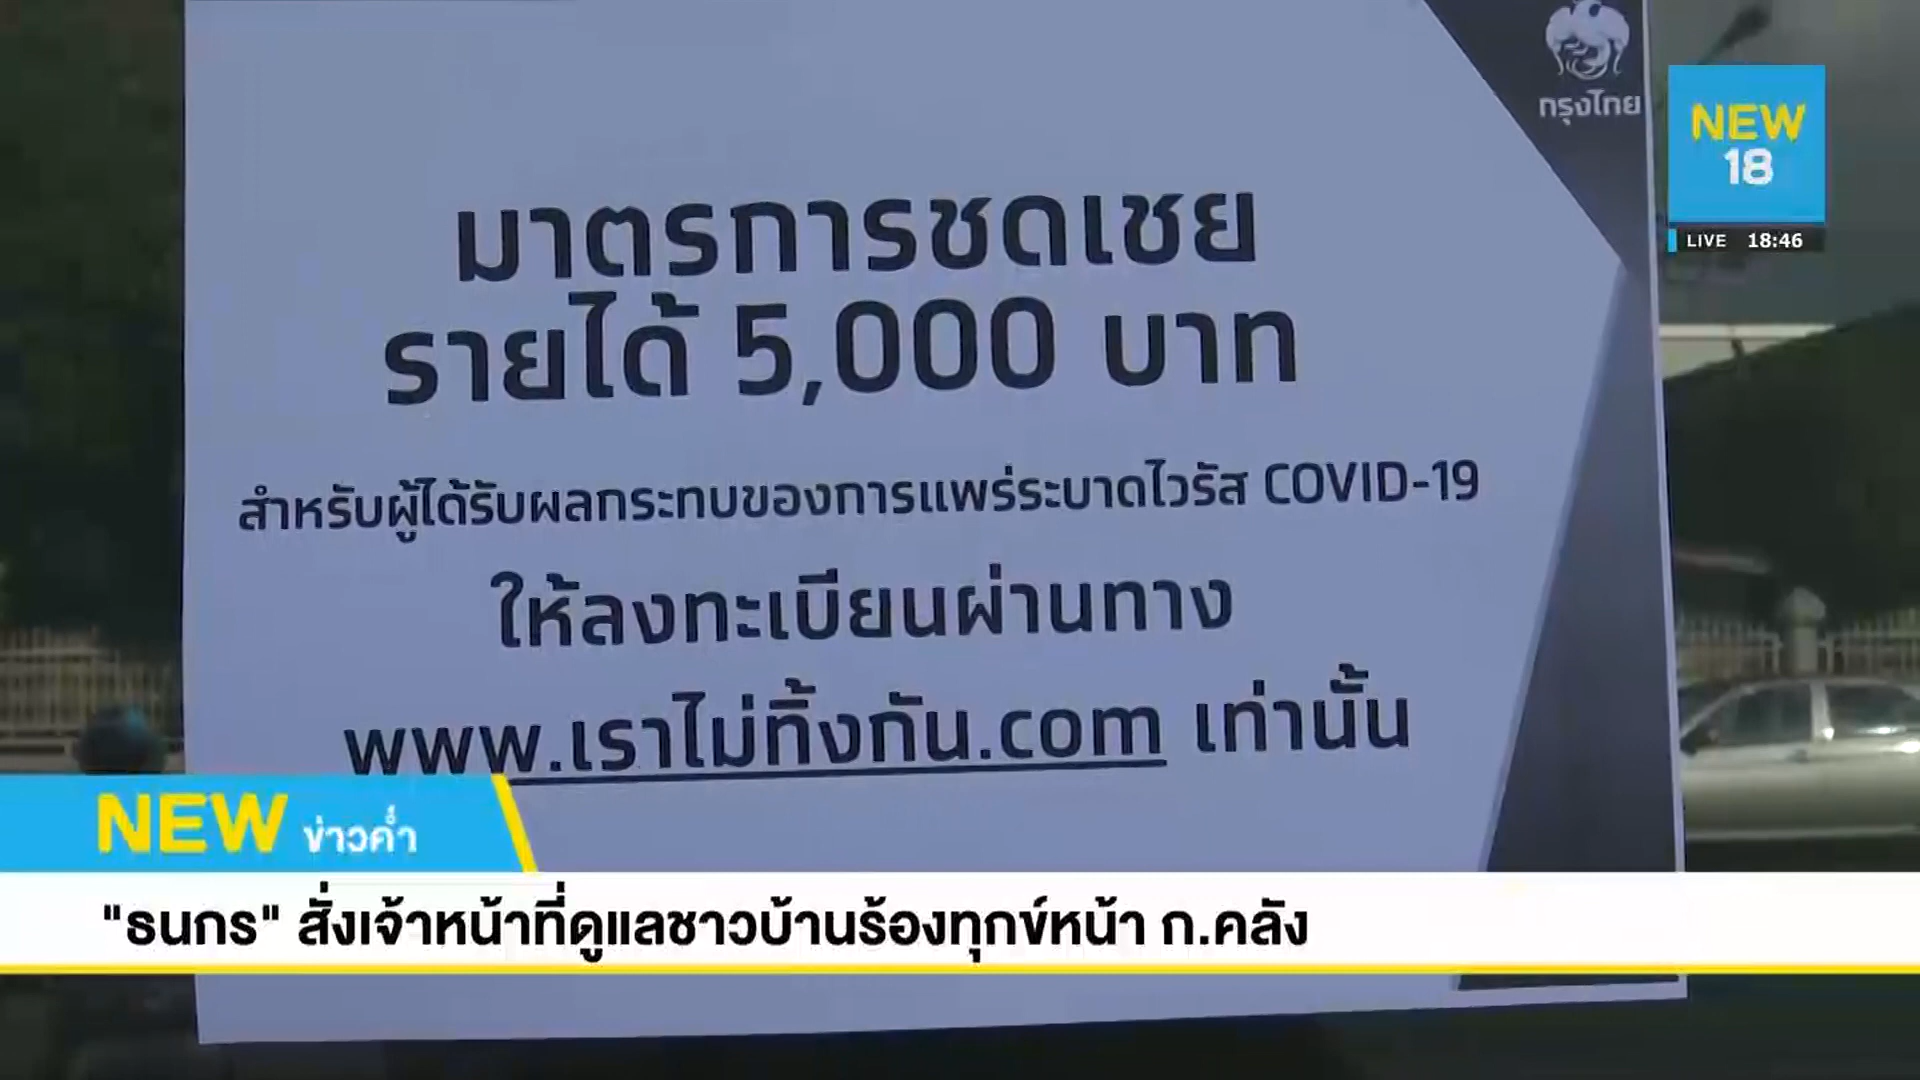 กรุงไทย
NEW
18
LIVE 18:46
มาตรการชดเชย
รายได้ 5,000 บาท
สำหรับผู้ได้รับผลกระทบของการแพร่ระบาดไวรัส COVID-19
ให้ลงทะเบียนผ่านทาง
www.เราไม่ทิ้งกัน.com เท่านั้น
NEW ข่าวค่ำ
"ธนกร" สั่งเจ้าหน้าที่ดูแลชาวบ้านร้องทุกข์หน้า ก.คลัง